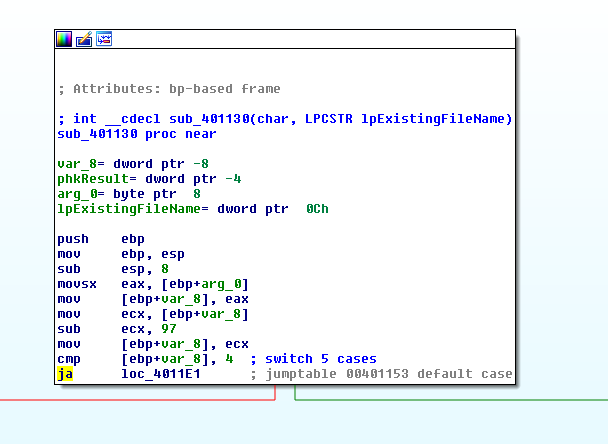 ; Attributes: bp-based frame
; int __cdecl sub_401130(char, LPCSTR lpExistingFileName)
sub_401130 proc near
var_8= dword ptr -8
phkResult= dword ptr -4
arg_0= byte ptr  8
lpExistingFileName= dword ptr  0Ch
push    ebp
mov     ebp, esp
sub     esp, 8
movsx   eax, [ebp+arg_0]
mov     [ebp+var_8], eax
mov     ecx, [ebp+var_8]
sub     ecx, 97
mov     [ebp+var_8], ecx
cmp     [ebp+var_8], 4  ; switch 5 cases
ja      loc_4011E1      ; jumptable 00401153 default case